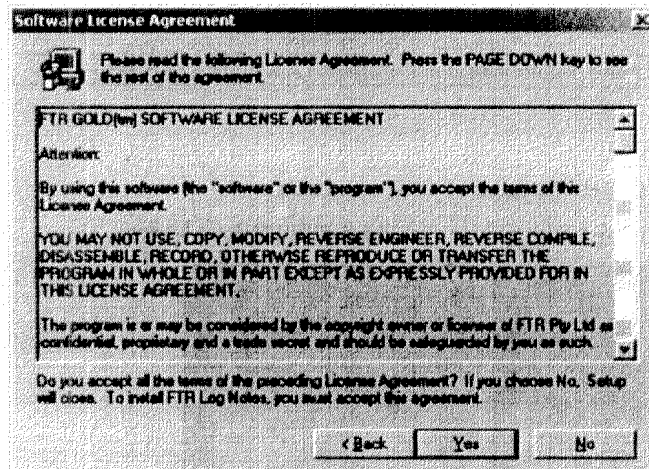 Software License Agreement
Please read the following License Agreement. Press the PAGE DOWN key to see
the rest of the agreement.
FTR GOLD(tm) SOFTWARE LICENSE AGREEMENT
Attention:
By using this software (the "software" or the "program"), you accept the terms of this
License Agreement.
YOU MAY NOT USE, COPY, MODIFY, REVERSE ENGINEER, REVERSE COMPILE,
DISASSEMBLE, RECORD, OTHERWISE REPRODUCE OR TRANSFER THE
PROGRAM IN WHOLE OR IN PART EXCEPT AS EXPRESSLY PROVIDED FOR IN
THIS LICENSE AGREEMENT.
The program is or may be considered by the copyright owner or licensor of FTR Pty Ltd as
confidential, proprietary and a trade secret and should be safeguarded by you as such.
Do you accept all the terms of the preceding License Agreement? If you choose No, Setup
will close. To install FTR Log Notes, you must accept this agreement.
< Back
Yes
No